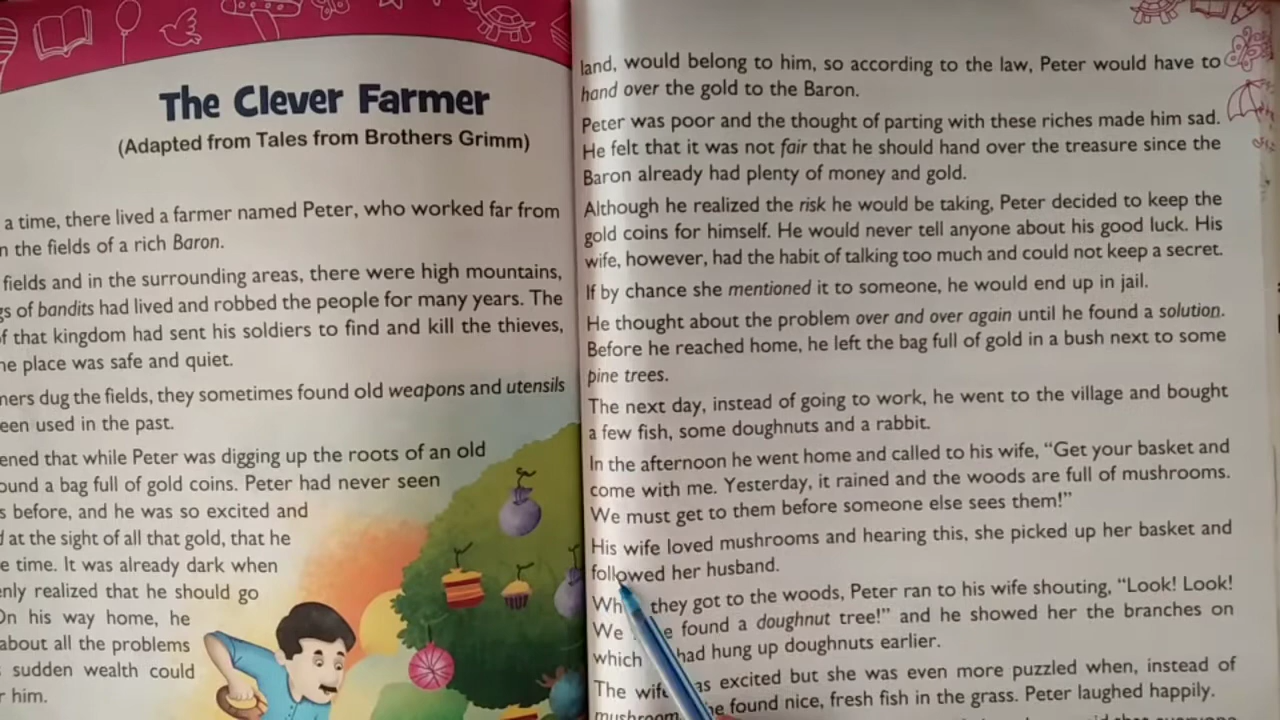 The Clever Farmer
(Adapted from Tales from Brothers Grimm)
a time, there lived a farmer named Peter, who worked far from
the fields of a rich Baron.
fields and in the surrounding areas, there were high mountains,
of bandits had lived and robbed the people for many years. The
of that kingdom had sent his soldiers to find and kill the thieves,
place was safe and quiet.
dug the fields, they sometimes found old weapons and utensils
been used in the past.
that while Peter was digging up the roots of an old
a bag full of gold coins. Peter had never seen
before, and he was so excited and
at the sight of all that gold, that he
time. It was already dark when
realized that he should go
On his way home, he
about all the problems
sudden wealth could
him.
land, would belong to him, so according to the law, Peter would have to
hand over the gold to the Baron.
Peter was poor and the thought of parting with these riches made him sad.
He felt that it was not fair that he should hand over the treasure since the
Baron already had plenty of money and gold.
Although he realized the risk he would be taking, Peter decided to keep the
gold coins for himself. He would never tell anyone about his good luck. His
wife, however, had the habit of talking too much and could not keep a secret.
If by chance she mentioned it to someone, he would end up in jail.
He thought about the problem over and over again until he found a solution.
Before he reached home, he left the bag full of gold in a bush next to some
pine trees.
The next day, instead of going to work, he went to the village and bought
a few fish, some doughnuts and a rabbit.
In the afternoon he went home and called to his wife, “Get your basket and
come with me. Yesterday, it rained and the woods are full of mushrooms.
We must get to them before someone else sees them!”
His wife loved mushrooms and hearing this, she picked up her basket and
followed her husband.
they got to the woods, Peter ran to his wife shouting, “Look! Look!
We found a doughnut tree!” and he showed her the branches on
which had hung up doughnuts earlier.
The wife was excited but she was even more puzzled when, instead of
found nice, fresh fish in the grass. Peter laughed happily.